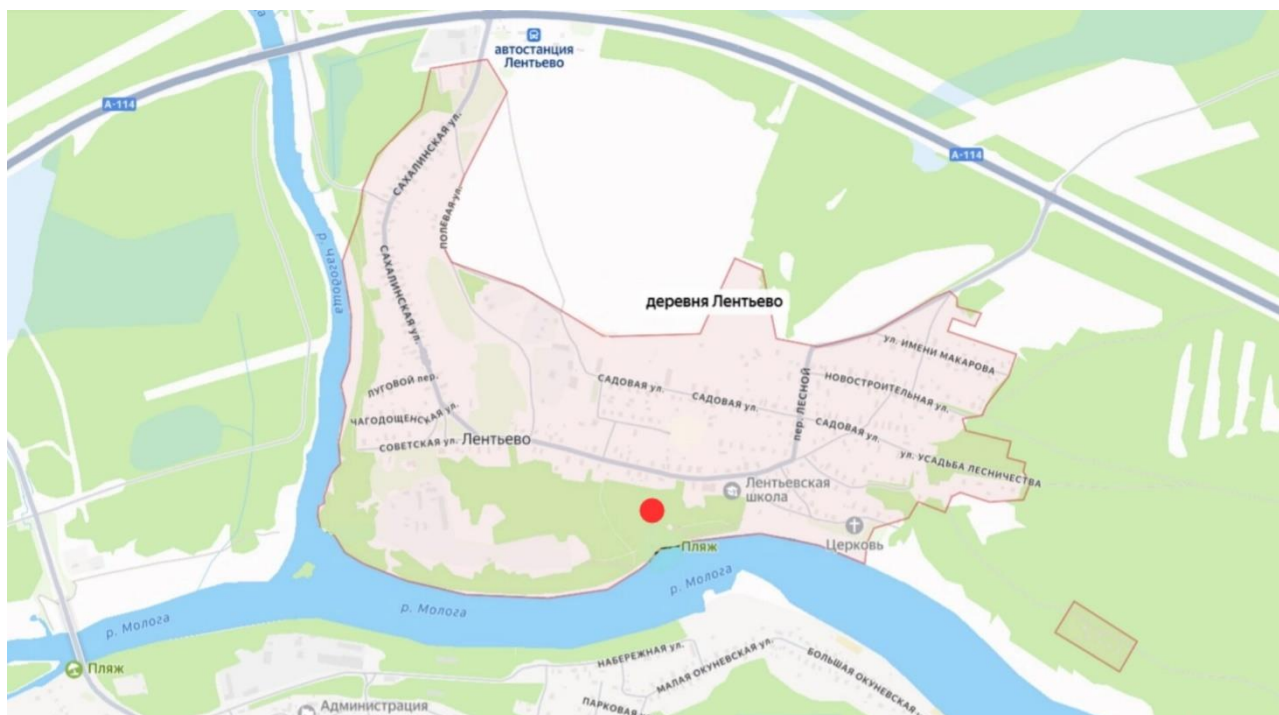 автостанция
Лентьево
А-114
А-114
САХАЛИНСКАЯ ул.
ПОЛЕВАЯ ул.
р. Чагодоща
САХАЛИНСКАЯ ул.
деревня Лентьево
ул. ИМЕНИ МАКАРОВА
ЛУГОВОЙ пер.
САДОВАЯ ул.
пер. ЛЕСНОЙ
НОВОСТРОИТЕЛЬНАЯ ул.
САДОВАЯ ул.
ЧАГОДОЩЕНСКАЯ ул.
САДОВАЯ ул.
СОВЕТСКАЯ ул.
Лентьево
ул. УСАДЬБА ЛЕСНИЧЕСТВА
Лентьевская
школа
Церковь
Пляж
р. Молога
р. Молога
р. Молога
Пляж
НАБЕРЕЖНАЯ ул.
МАЛАЯ ОКУНЕВСКАЯ ул.
БОЛЬШАЯ ОКУНЕВСКАЯ
ПАРКОВАЯ
Администрация